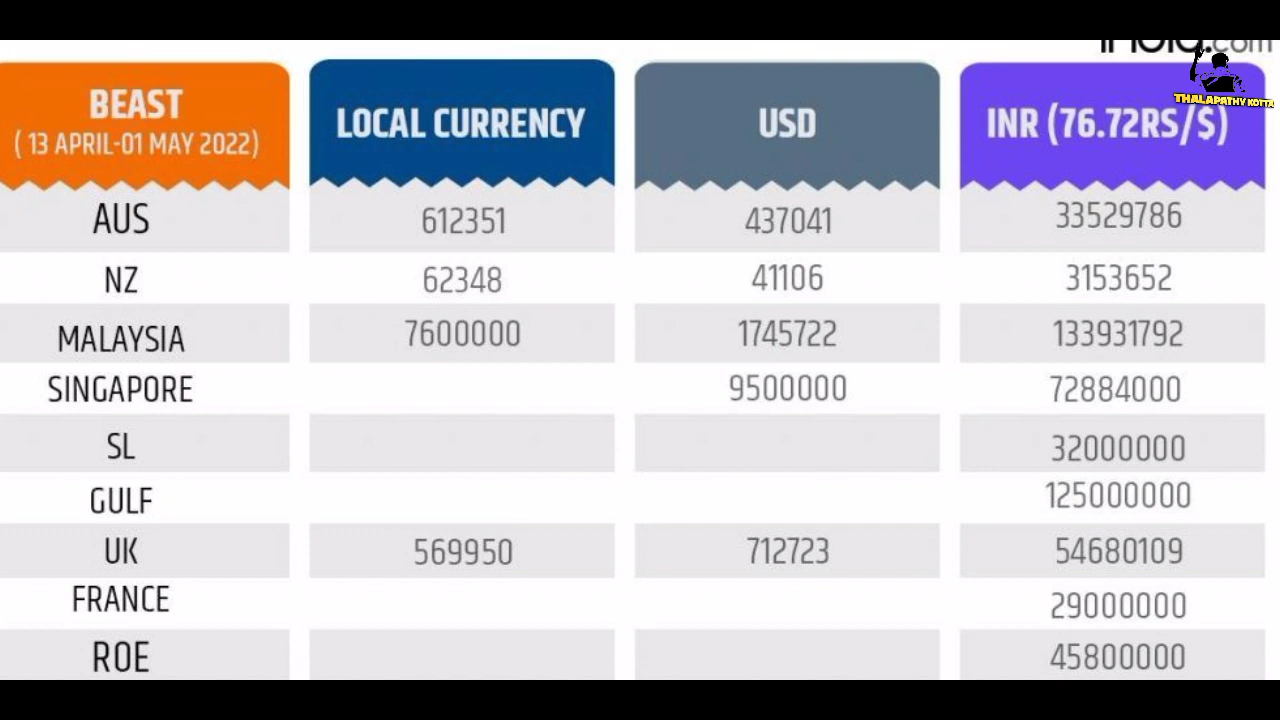 BEAST
( 13 APRIL-01 MAY 2022)
LOCAL CURRENCY
USD
INR (76.72RS/$)
THALAPATHY KOTTA
AUS 612351 437041 33529786
NZ 62348 41106 3153652
MALAYSIA 7600000 1745722 133931792
SINGAPORE 9500000 72884000
SL 32000000
GULF 125000000
UK 569950 712723 54680109
FRANCE 29000000
ROE 45800000